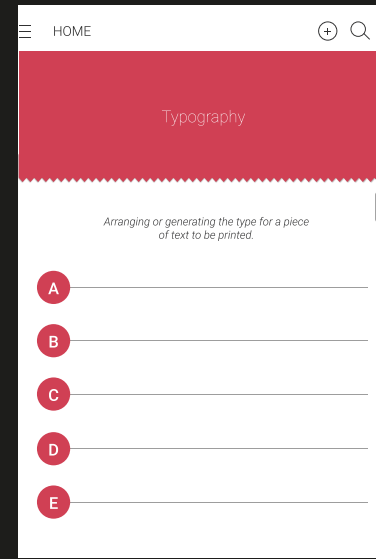 HOME
Typography
Arranging or generating the type for a piece
of text to be printed.
A
B
C
D
E